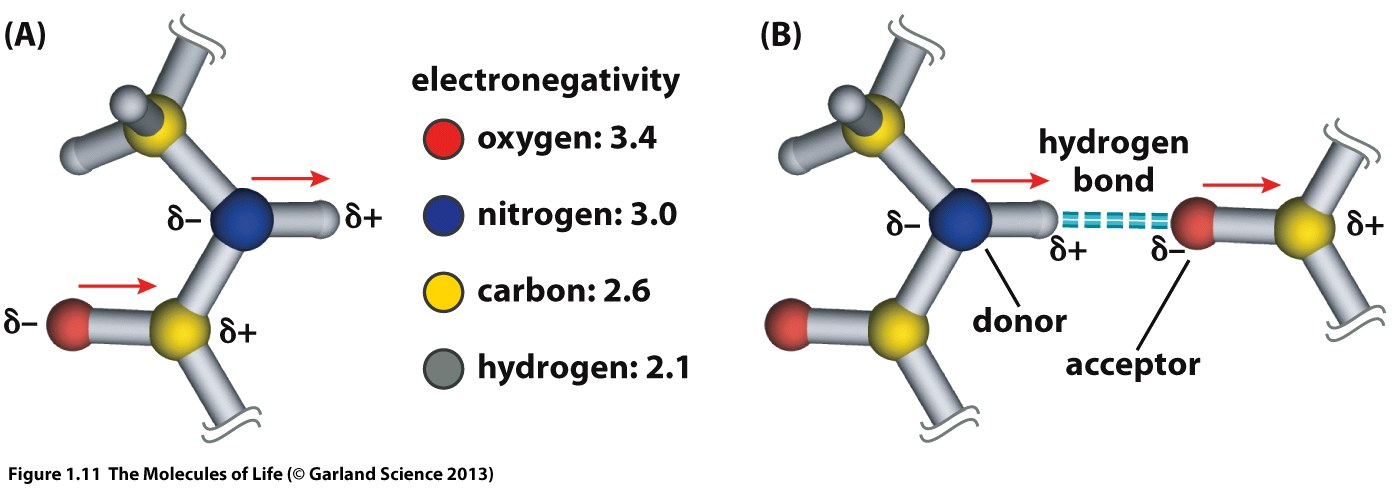 (A)
electronegativity
oxygen: 3.4
nitrogen: 3.0
carbon: 2.6
hydrogen: 2.1
δ–
δ+
δ–
δ+
(B)
hydrogen
bond
δ–
δ+
δ–
δ+
donor
acceptor
Figure 1.11 The Molecules of Life (© Garland Science 2013)